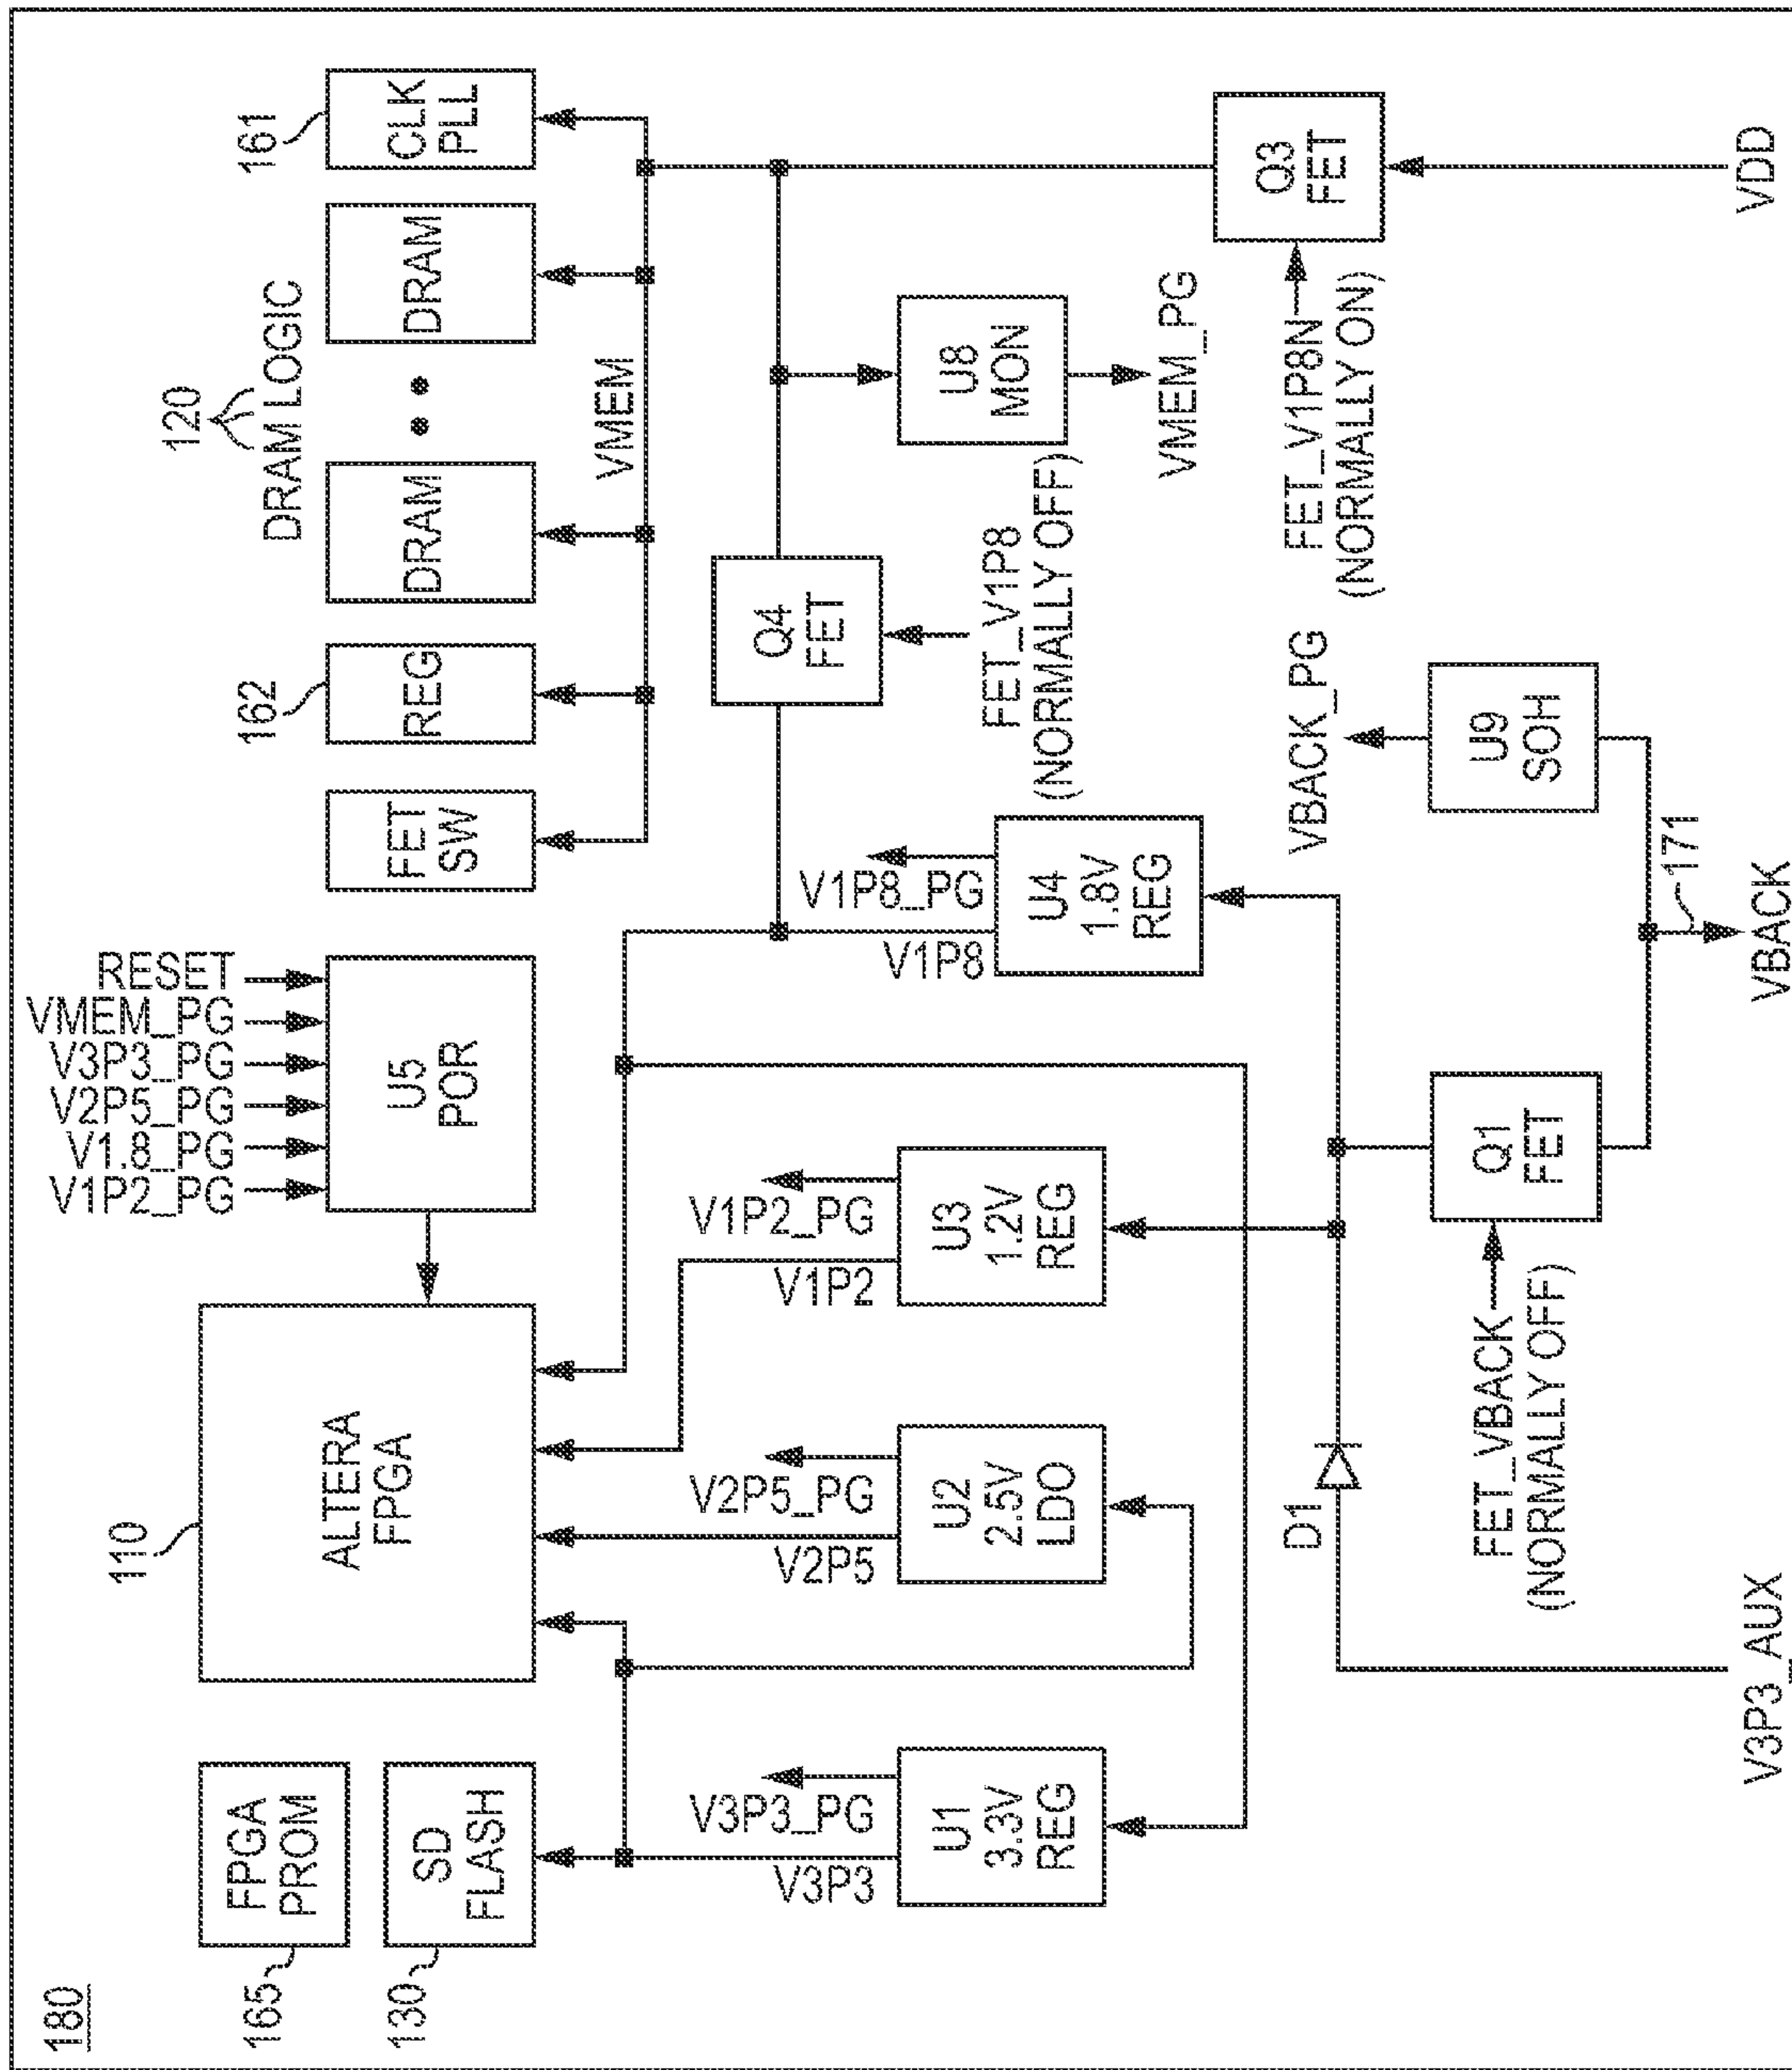 180
165
FPGA
PROM
130
SD
FLASH
110
ALTERA
FPGA
U5
POR
RESET
VMEM_PG
V3P3_PG
V2P5_PG
V1.8_PG
V1P2_PG
FET
SW
162
REG
120
DRAM LOGIC
DRAM
DRAM
161
CLK
PLL
VMEM
V3P3_PG
V3P3
U1
3.3V
REG
V2P5_PG
V2P5
U2
2.5V
LDO
V1P2_PG
V1P2
U3
1.2V
REG
V1P8_PG
V1P8
U4
1.8V
REG
Q4
FET
FET_V1P8
(NORMALLY OFF)
U8
MON
VMEM_PG
Q3
FET
FET_V1P8N
(NORMALLY ON)
VDD
D1
V3P3_AUX
Q1
FET
FET_VBACK
(NORMALLY OFF)
VBACK_PG
U9
SOH
171
VBACK